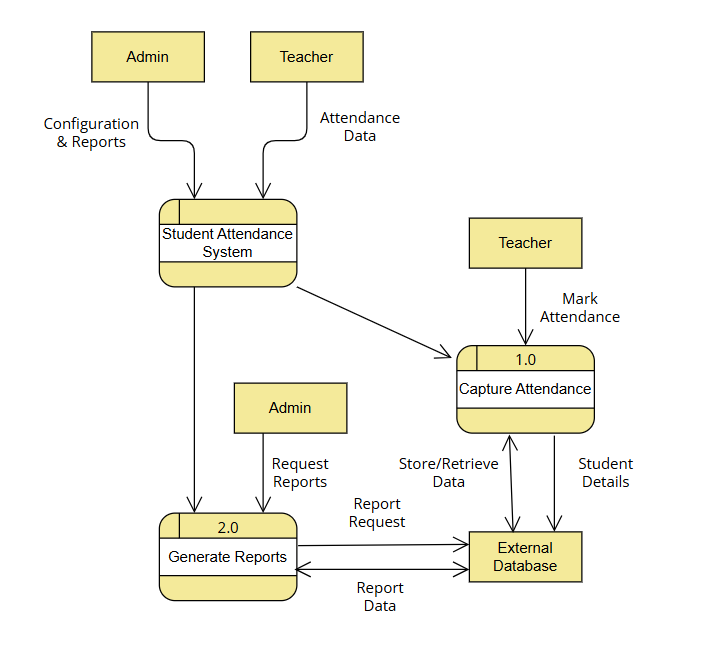 Admin
Teacher
Configuration
& Reports
Attendance
Data
Student Attendance
System
Teacher
Mark
Attendance
1.0
Capture Attendance
Admin
Request
Reports
Store/Retrieve
Data
Student
Details
2.0
Generate Reports
Report
Request
External
Database
Report
Data